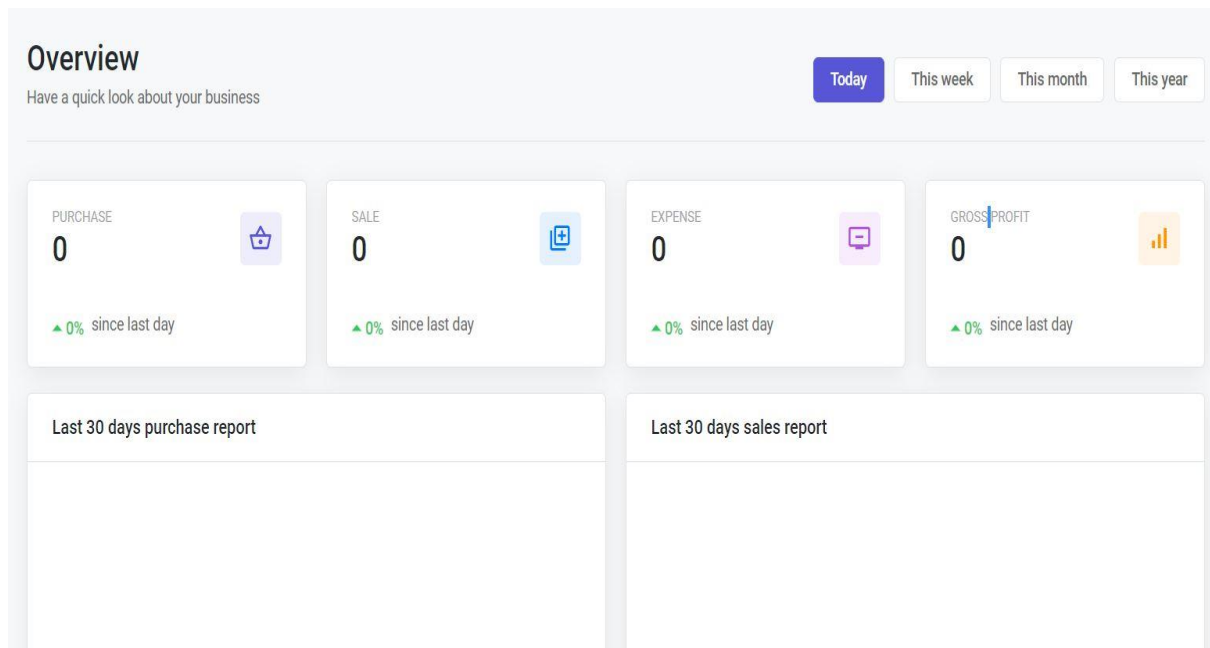 Overview
Have a quick look about your business
Today
This week
This month
This year
PURCHASE
0
0% since last day
SALE
0
0% since last day
EXPENSE
0
0% since last day
GROSS PROFIT
0
0% since last day
Last 30 days purchase report
Last 30 days sales report